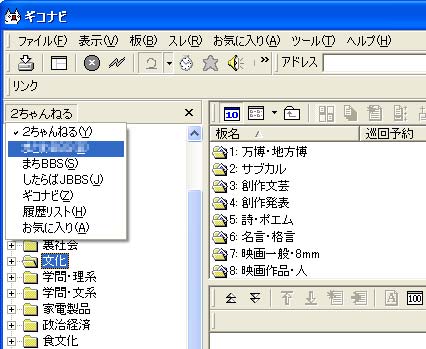 ギコナビ
ファイル(F) 表示(V) 板(B) スレ(R) お気に入り(A) ツール(T) ヘルプ(H)
アドレス
リンク
2ちゃんねる
✓ 2ちゃんねる(Y)
まちBBS(S)
したらばJBBS(J)
ギコナビ(Z)
履歴リスト(H)
お気に入り(A)
裏社会
文化
学問・理系
学問・文系
家電製品
政治経済
食文化
10
板名 巡回予約
1: 万博・地方博
2: サブカル
3: 創作文芸
4: 創作発表
5: 詩・ポエム
6: 名言・格言
7: 映画一般・8mm
8: 映画作品・人
A 100